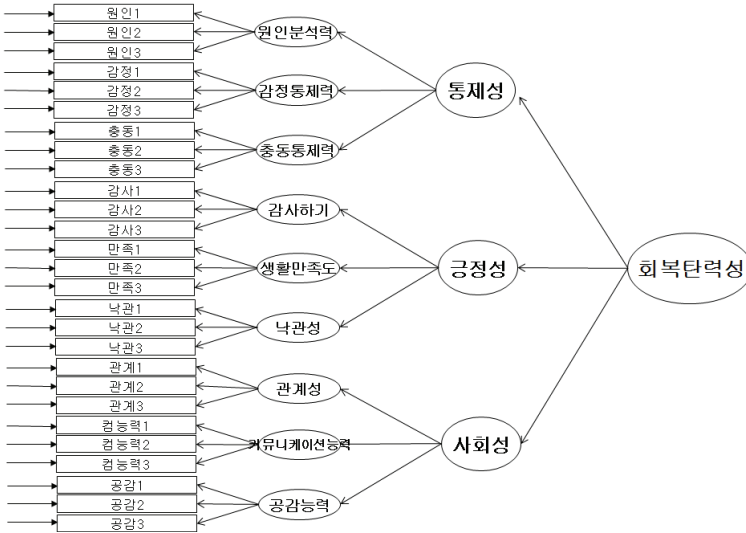 원인1
원인2
원인3
감정1
감정2
감정3
충동1
충동2
충동3
감사1
감사2
감사3
만족1
만족2
만족3
낙관1
낙관2
낙관3
관계1
관계2
관계3
컴능력1
컴능력2
컴능력3
공감1
공감2
공감3
원인분석력
감정통제력
충동통제력
감사하기
생활만족도
낙관성
관계성
커뮤니케이션능력
공감능력
통제성
긍정성
사회성
회복탄력성